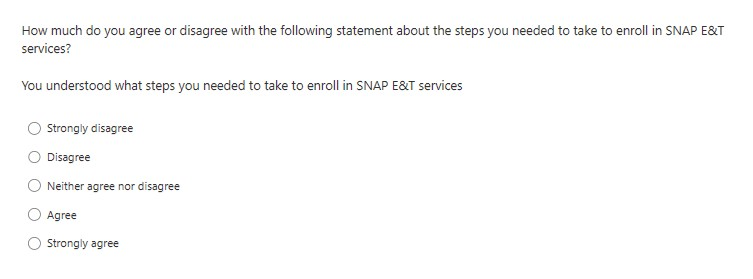 How much do you agree or disagree with the following statement about the steps you needed to take to enroll in SNAP E&T
services?
You understood what steps you needed to take to enroll in SNAP E&T services
Strongly disagree
Disagree
Neither agree nor disagree
Agree
Strongly agree